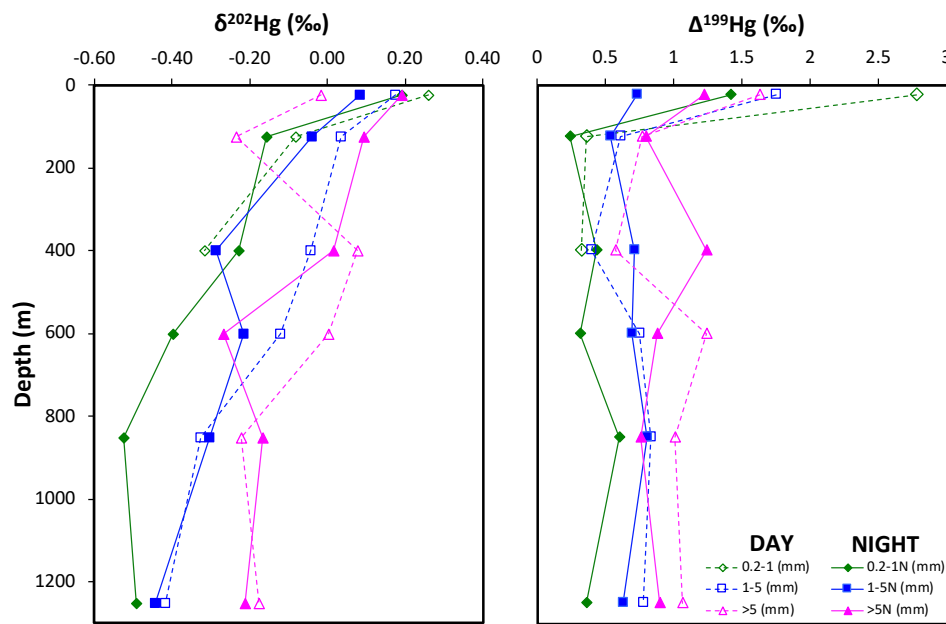 δ²⁰²Hg (‰)
Δ¹⁹⁹Hg (‰)
-0.60 -0.40 -0.20 0.00 0.20 0.40
0 0.5 1 1.5 2 2.5 3
0
200
400
600
800
1000
1200
Depth (m)
DAY NIGHT
0.2-1 (mm) 0.2-1N (mm)
1-5 (mm) 1-5N (mm)
>5 (mm) >5N (mm)